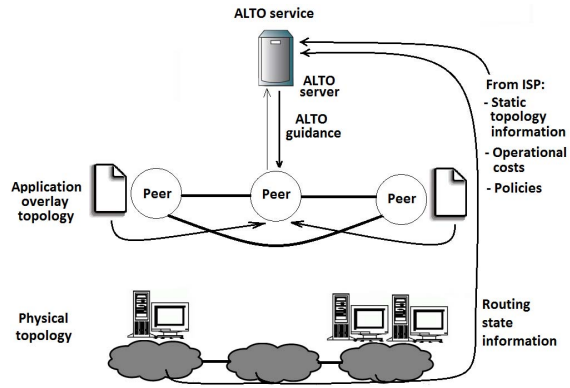 ALTO service
ALTO
server
ALTO
guidance
From ISP:
- Static
topology
information
- Operational
costs
- Policies
Application
overlay
topology
Peer
Peer
Peer
Physical
topology
Routing
state
information